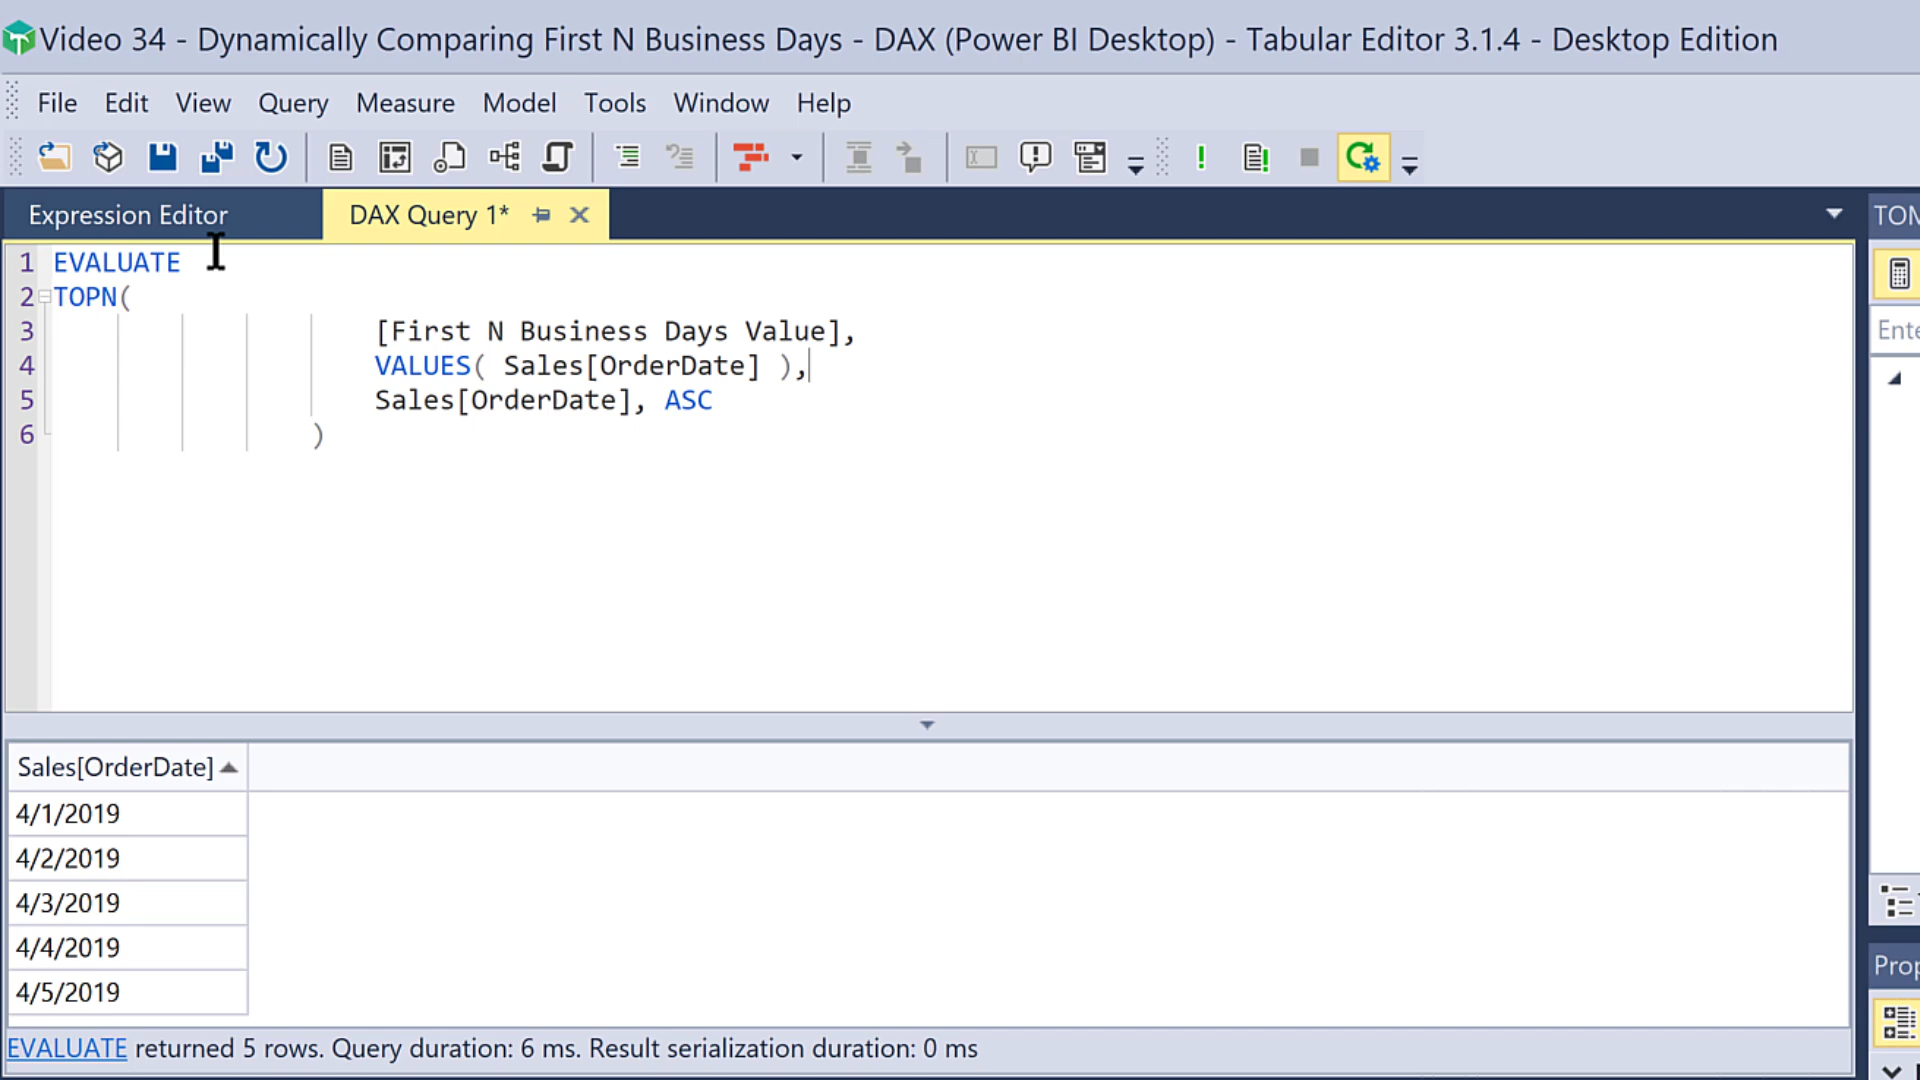 Video 34 - Dynamically Comparing First N Business Days - DAX (Power BI Desktop) - Tabular Editor 3.1.4 - Desktop Edition
File Edit View Query Measure Model Tools Window Help
Expression Editor DAX Query 1*
1 EVALUATE
2 TOPN(
3 [First N Business Days Value],
4 VALUES( Sales[OrderDate] ),
5 Sales[OrderDate], ASC
6 )
Sales[OrderDate]
4/1/2019
4/2/2019
4/3/2019
4/4/2019
4/5/2019
EVALUATE returned 5 rows. Query duration: 6 ms. Result serialization duration: 0 ms
TOM
Ente
Prop